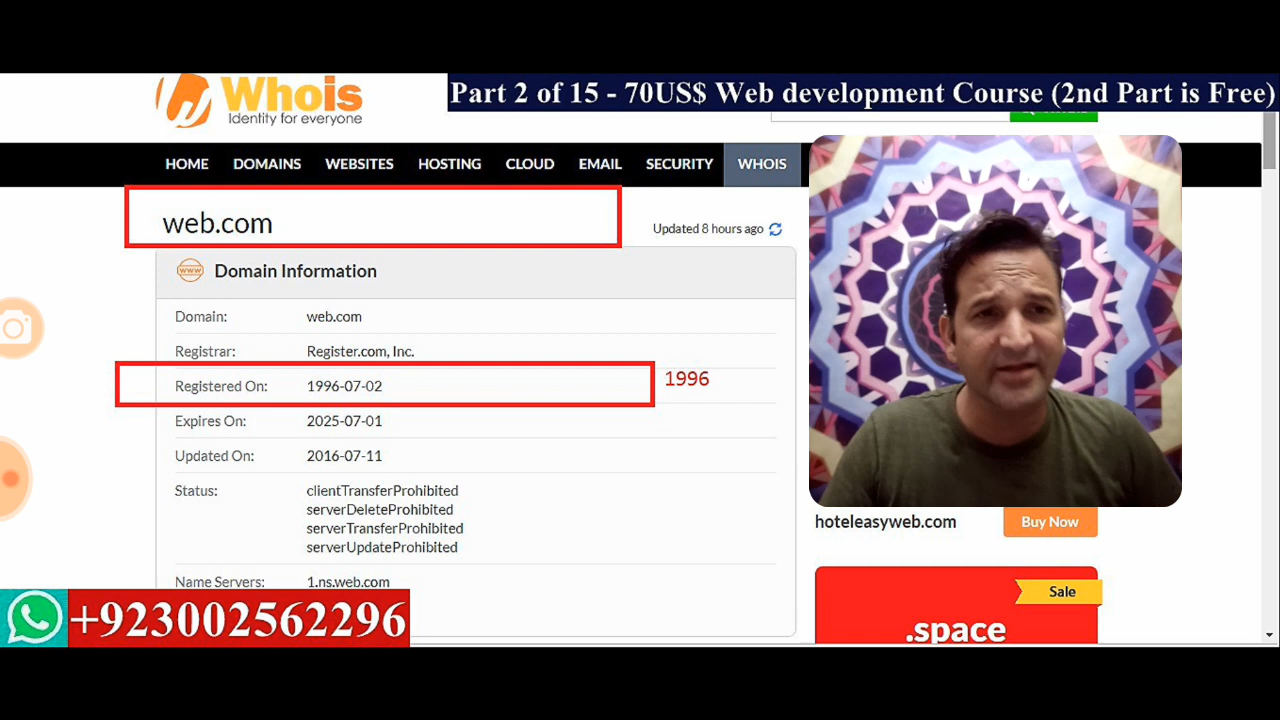 Whois
Identity for everyone
Part 2 of 15 - 70US$ Web development Course (2nd Part is Free)
HOME DOMAINS WEBSITES HOSTING CLOUD EMAIL SECURITY WHOIS
web.com
Updated 8 hours ago
www
Domain Information
Domain: web.com
Registrar: Register.com, Inc.
Registered On: 1996-07-02
1996
Expires On: 2025-07-01
Updated On: 2016-07-11
Status: clientTransferProhibited
serverDeleteProhibited
serverTransferProhibited
serverUpdateProhibited
Name Servers: 1.ns.web.com
hoteleasyweb.com
Buy Now
Sale
.space
+923002562296